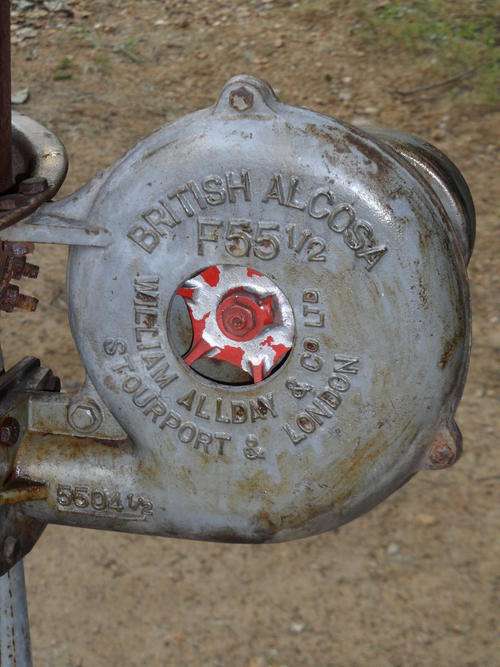 BRITISH ALCOSA
F55 1/2
WILLIAM ALLDAY & CO LTD
STOURPORT & LONDON
5504 1/2